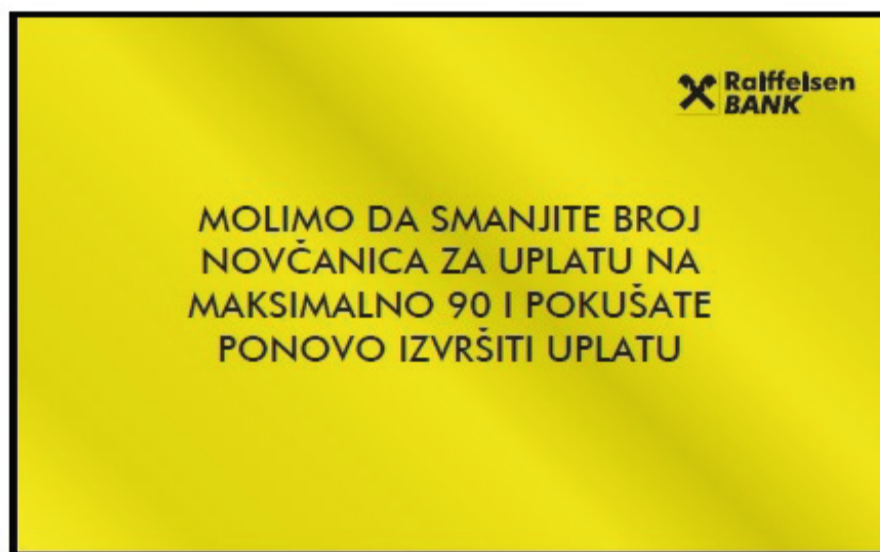 Raiffeisen
BANK
MOLIMO DA SMANJITE BROJ
NOVČANICA ZA UPLATU NA
MAKSIMALNO 90 I POKUŠATE
PONOVO IZVRŠITI UPLATU